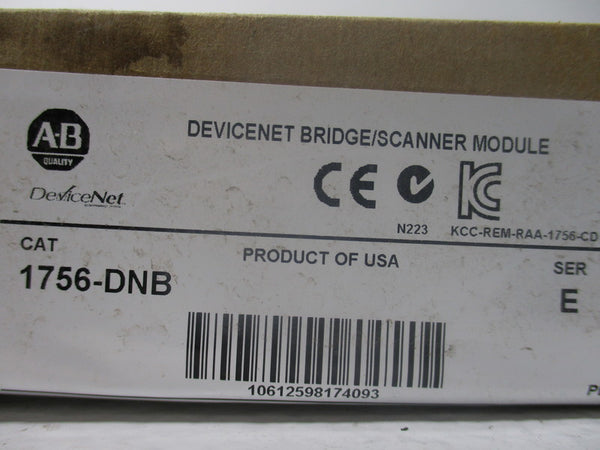 A-B
QUALITY
DEVICENET BRIDGE/SCANNER MODULE
DeviceNet
CE
N223
KCC-REM-RAA-1756-CD
CAT
1756-DNB
PRODUCT OF USA
SER
E
10612598174093